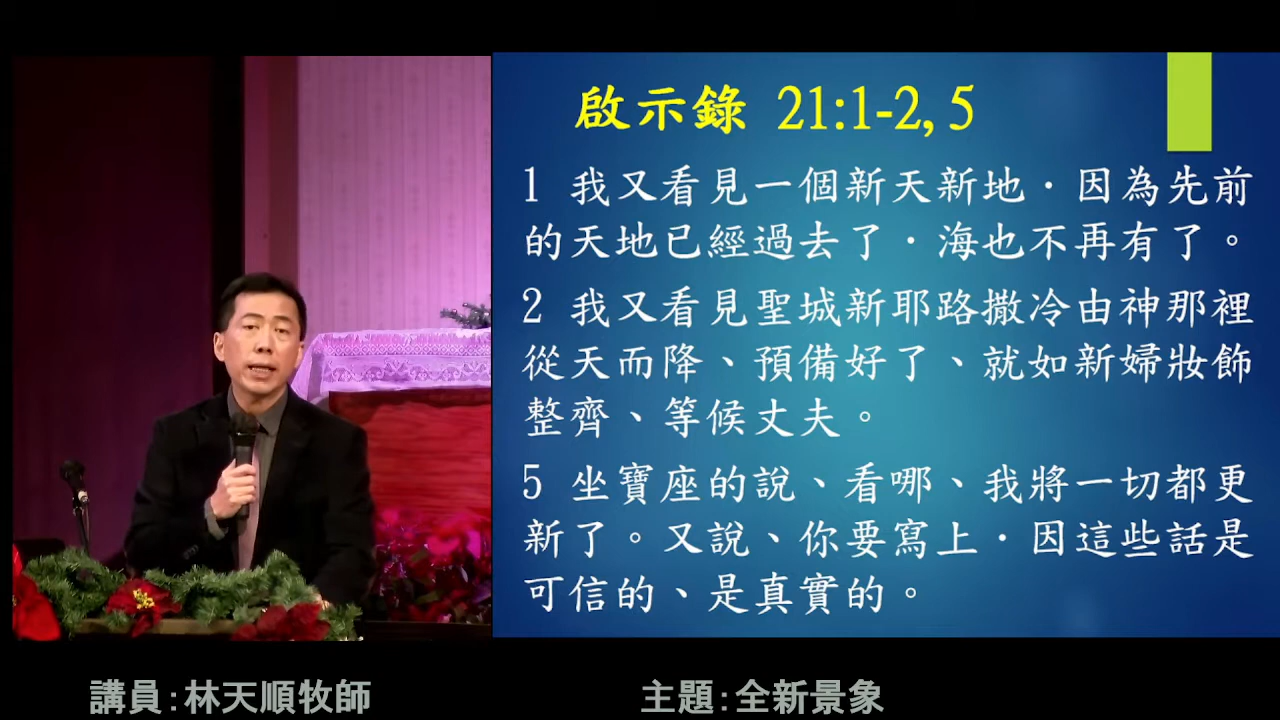 啟示錄 21:1-2, 5
1 我又看見一個新天新地．因為先前
的天地已經過去了．海也不再有了。
2 我又看見聖城新耶路撒冷由神那裡
從天而降、預備好了、就如新婦妝飾
整齊、等候丈夫。
5 坐寶座的說、看哪、我將一切都更
新了。又說、你要寫上．因這些話是
可信的、是真實的。
講員:林天順牧師
主題:全新景象